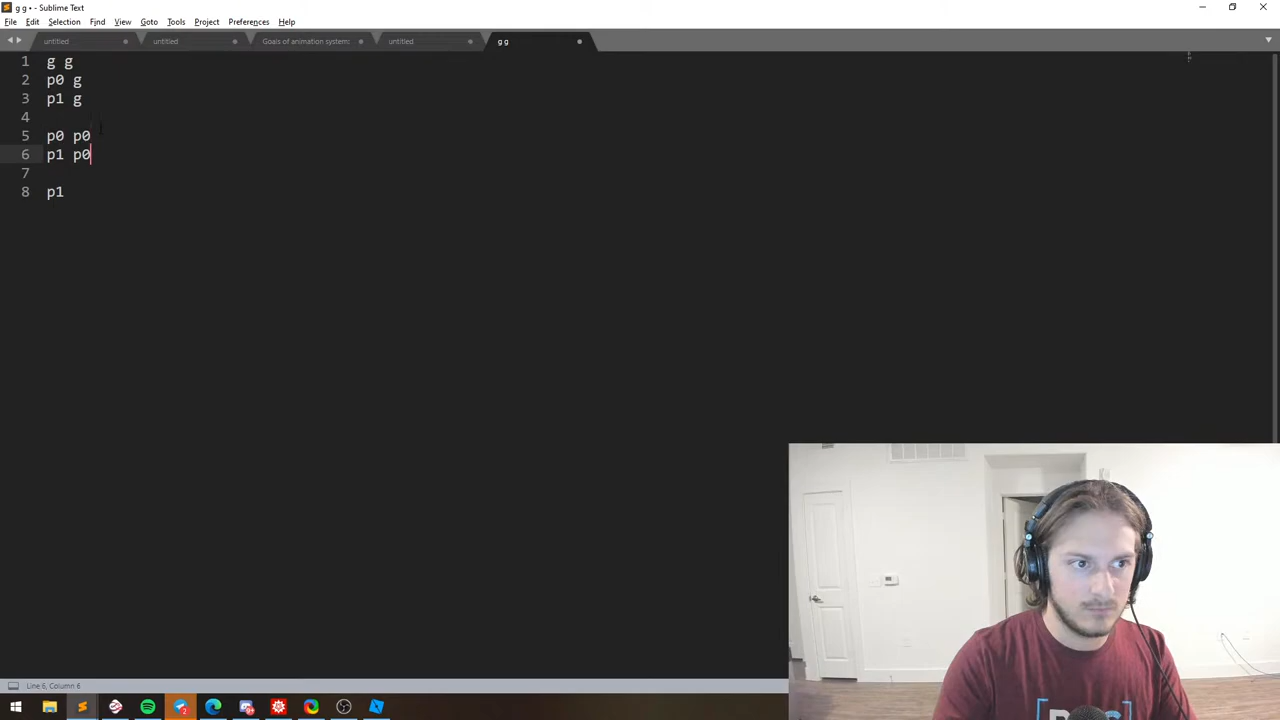 g g • - Sublime Text
File Edit Selection Find View Goto Tools Project Preferences Help
untitled untitled Goals of animation system: untitled g g
1 g g
2 p0 g
3 p1 g
4
5 p0 p0
6 p1 p0
7
8 p1
Line 6, Column 6